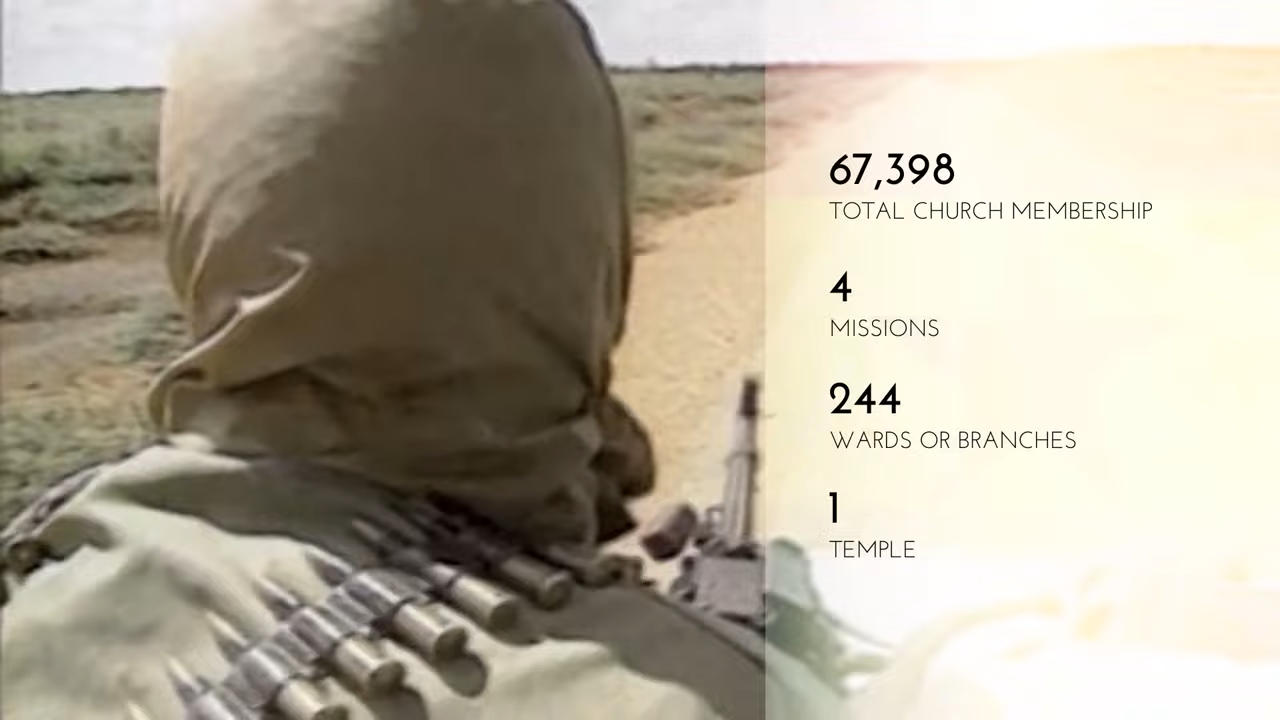 67,398
TOTAL CHURCH MEMBERSHIP
4
MISSIONS
244
WARDS OR BRANCHES
1
TEMPLE